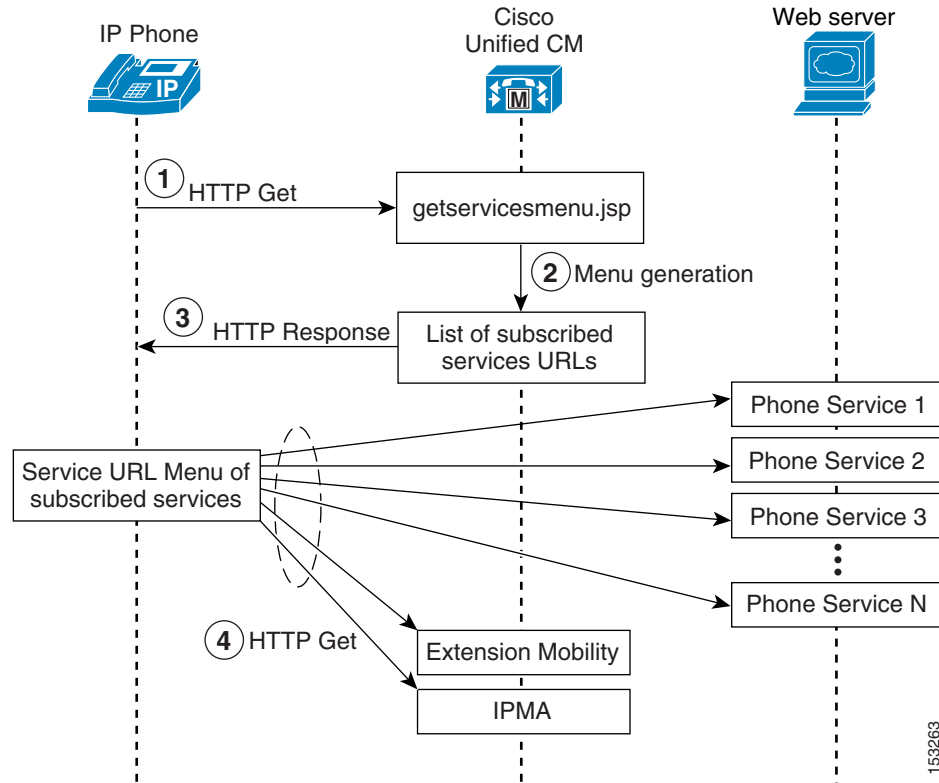 IP Phone
Cisco
Unified CM
Web server
IP
M
1
HTTP Get
getservicesmenu.jsp
2
Menu generation
3
HTTP Response
List of subscribed
services URLs
Phone Service 1
Service URL Menu of
subscribed services
Phone Service 2
Phone Service 3
Phone Service N
4
HTTP Get
Extension Mobility
IPMA
153263